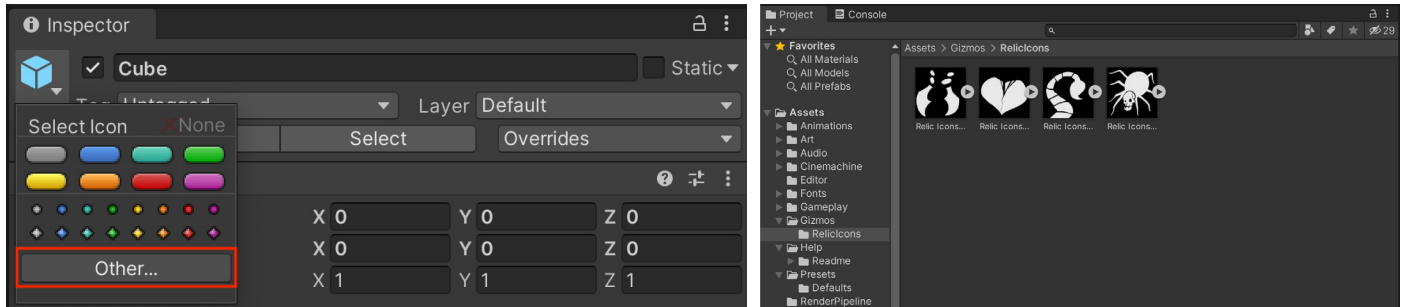 Inspector
Cube
Static
Tag Untagged
Layer Default
Select Icon
None
Select
Overrides
X 0 Y 0 Z 0
X 0 Y 0 Z 0
Other...
X 1 Y 1 Z 1
Project Console
29
Favorites
Assets > Gizmos > RelicIcons
All Materials
All Models
All Prefabs
Relic Icons... Relic Icons... Relic Icons... Relic Icons...
Assets
Animations
Art
Audio
Cinemachine
Editor
Fonts
Gameplay
Gizmos
RelicIcons
Help
Readme
Presets
Defaults
RenderPipeline